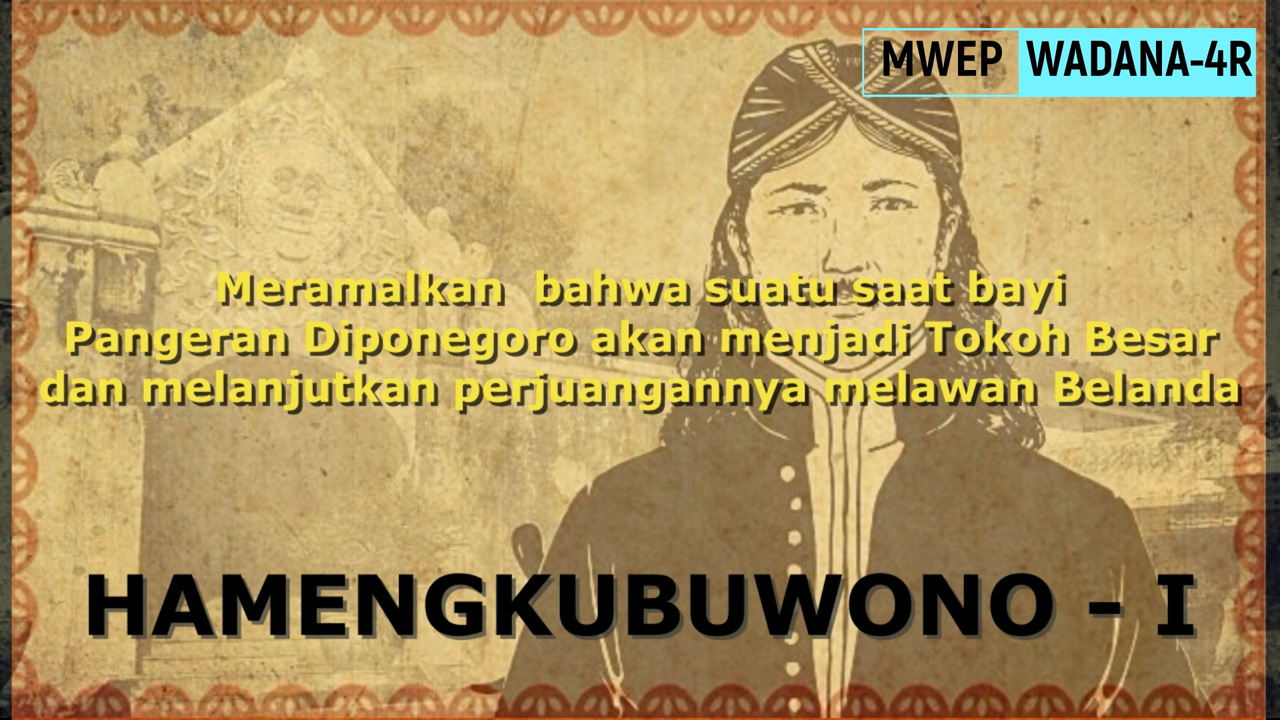 MWEP WADANA-4R
Meramalkan bahwa suatu saat bayi
Pangeran Diponegoro akan menjadi Tokoh Besar
dan melanjutkan perjuangannya melawan Belanda
HAMENGKUBUWONO - I